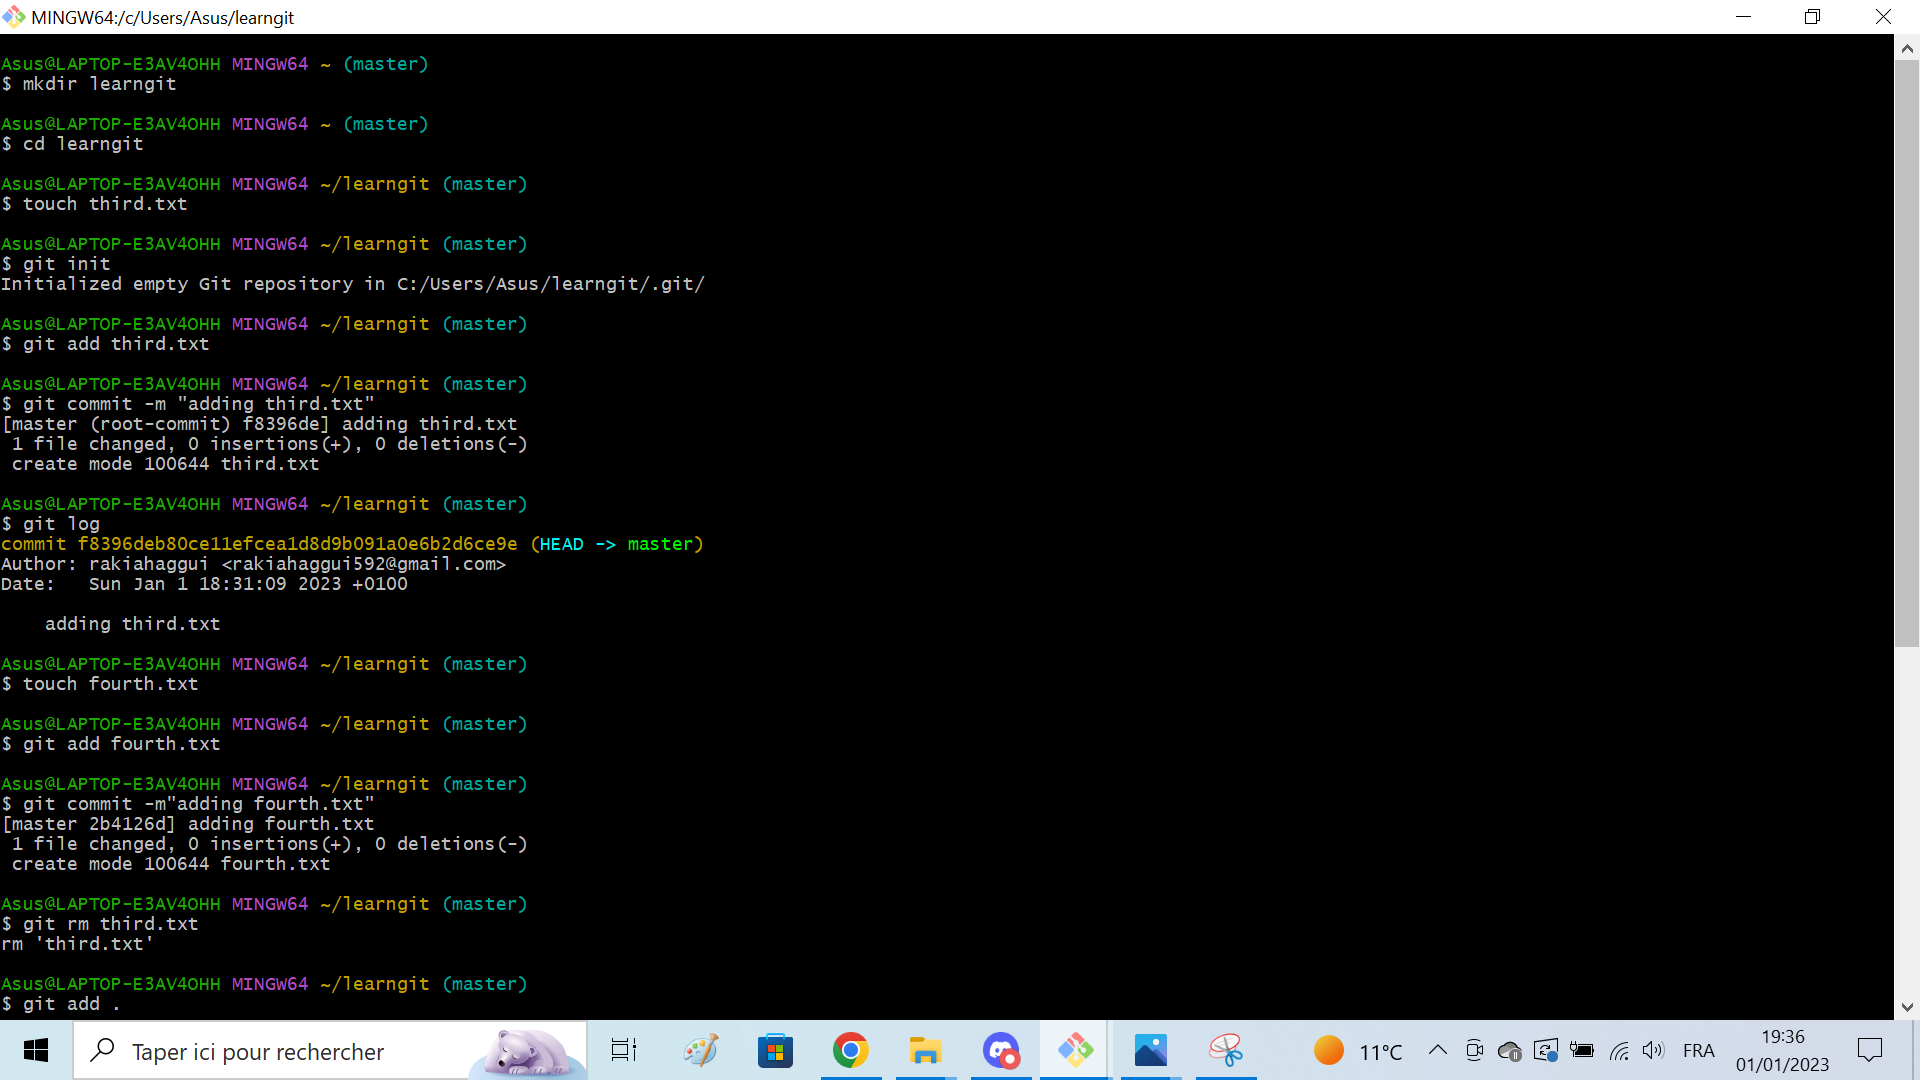 MINGW64:/c/Users/Asus/learngit
Asus@LAPTOP-E3AV4OHH MINGW64 ~ (master)
$ mkdir learngit
Asus@LAPTOP-E3AV4OHH MINGW64 ~ (master)
$ cd learngit
Asus@LAPTOP-E3AV4OHH MINGW64 ~/learngit (master)
$ touch third.txt
Asus@LAPTOP-E3AV4OHH MINGW64 ~/learngit (master)
$ git init
Initialized empty Git repository in C:/Users/Asus/learngit/.git/
Asus@LAPTOP-E3AV4OHH MINGW64 ~/learngit (master)
$ git add third.txt
Asus@LAPTOP-E3AV4OHH MINGW64 ~/learngit (master)
$ git commit -m "adding third.txt"
[master (root-commit) f8396de] adding third.txt
 1 file changed, 0 insertions(+), 0 deletions(-)
 create mode 100644 third.txt
Asus@LAPTOP-E3AV4OHH MINGW64 ~/learngit (master)
$ git log
commit f8396deb80ce11efcea1d8d9b091a0e6b2d6ce9e (HEAD -> master)
Author: rakiahaggui <rakiahaggui592@gmail.com>
Date:   Sun Jan 1 18:31:09 2023 +0100
    adding third.txt
Asus@LAPTOP-E3AV4OHH MINGW64 ~/learngit (master)
$ touch fourth.txt
Asus@LAPTOP-E3AV4OHH MINGW64 ~/learngit (master)
$ git add fourth.txt
Asus@LAPTOP-E3AV4OHH MINGW64 ~/learngit (master)
$ git commit -m"adding fourth.txt"
[master 2b4126d] adding fourth.txt
 1 file changed, 0 insertions(+), 0 deletions(-)
 create mode 100644 fourth.txt
Asus@LAPTOP-E3AV4OHH MINGW64 ~/learngit (master)
$ git rm third.txt
rm 'third.txt'
Asus@LAPTOP-E3AV4OHH MINGW64 ~/learngit (master)
$ git add .
Taper ici pour rechercher
11°C
FRA
19:36
01/01/2023